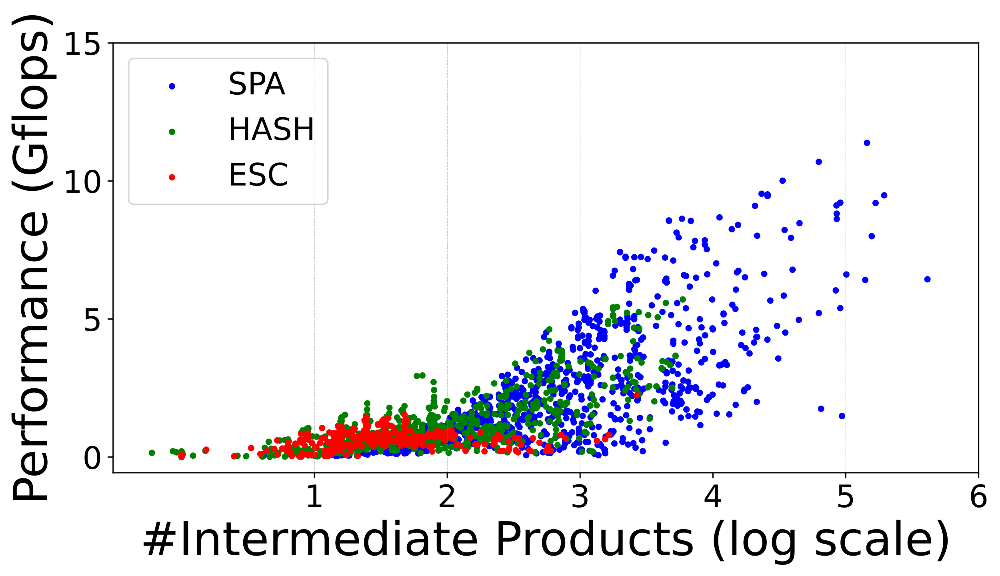 Performance (Gflops)
15
10
5
0
SPA
HASH
ESC
1 2 3 4 5 6
#Intermediate Products (log scale)